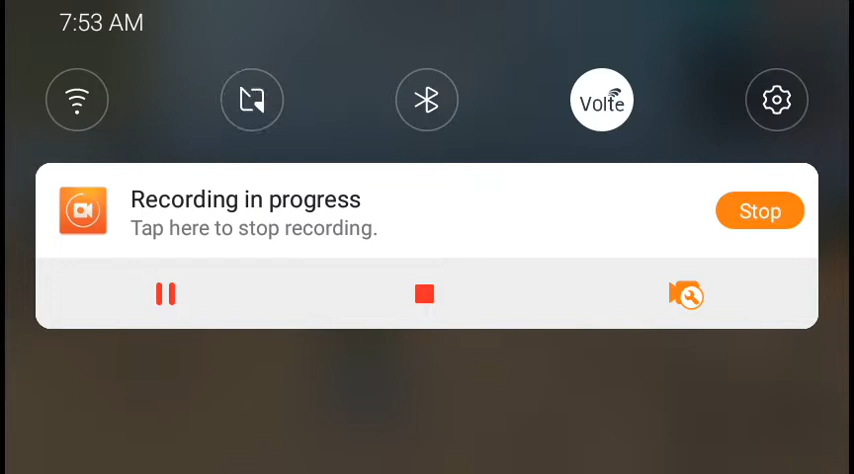 7:53 AM
Volte
Recording in progress
Tap here to stop recording.
Stop